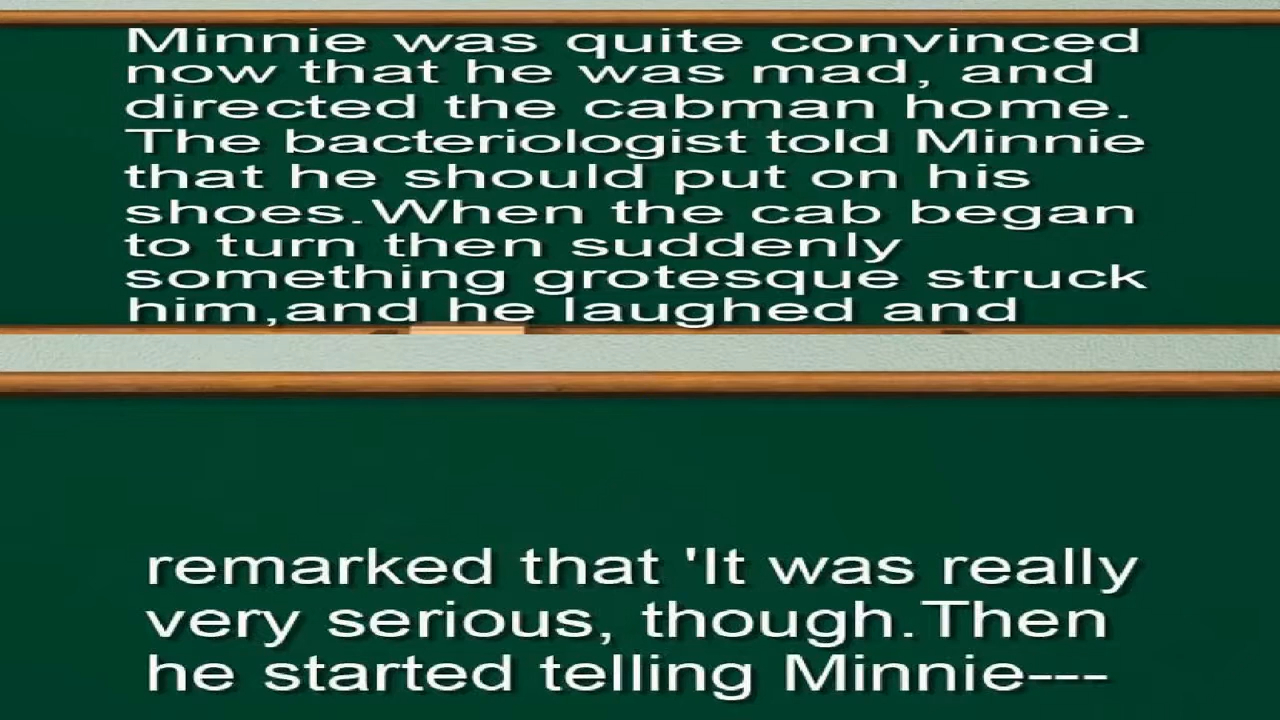 Minnie was quite convinced
now that he was mad, and
directed the cabman home.
The bacteriologist told Minnie
that he should put on his
shoes.When the cab began
to turn then suddenly
something grotesque struck
him,and he laughed and
remarked that 'It was really
very serious, though.Then
he started telling Minnie---